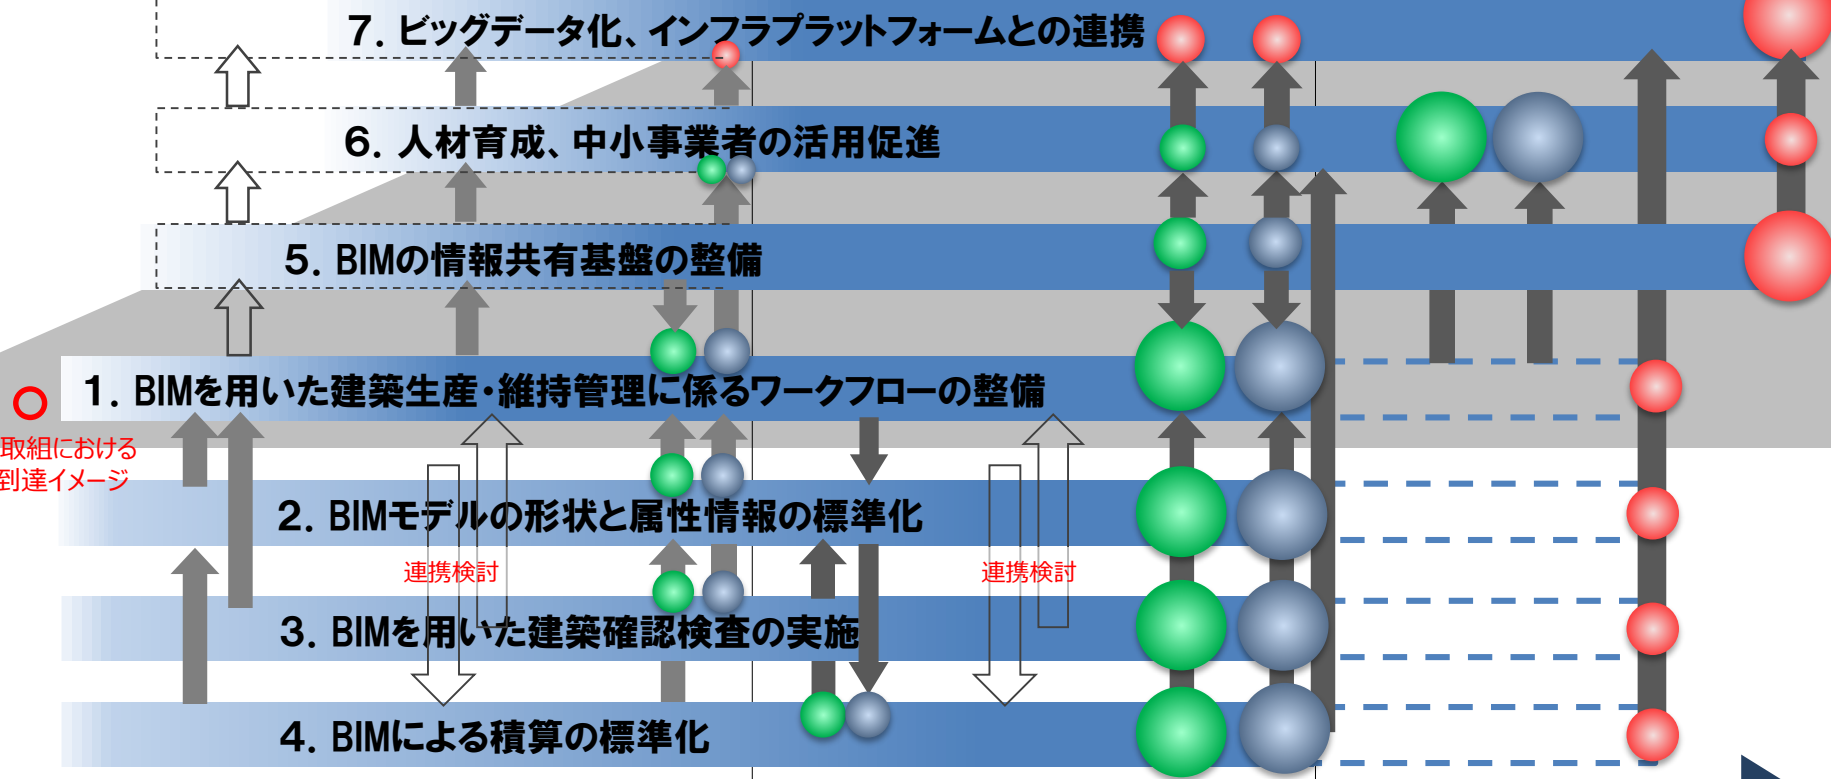 ７．ビッグデータ化、インフラプラットフォームとの連携
６．人材育成、中小事業者の活用促進
５．BIMの情報共有基盤の整備
１．BIMを用いた建築生産・維持管理に係るワークフローの整備
取組における
到達イメージ
２．BIMモデルの形状と属性情報の標準化
連携検討
連携検討
３．BIMを用いた建築確認検査の実施
４．BIMによる積算の標準化